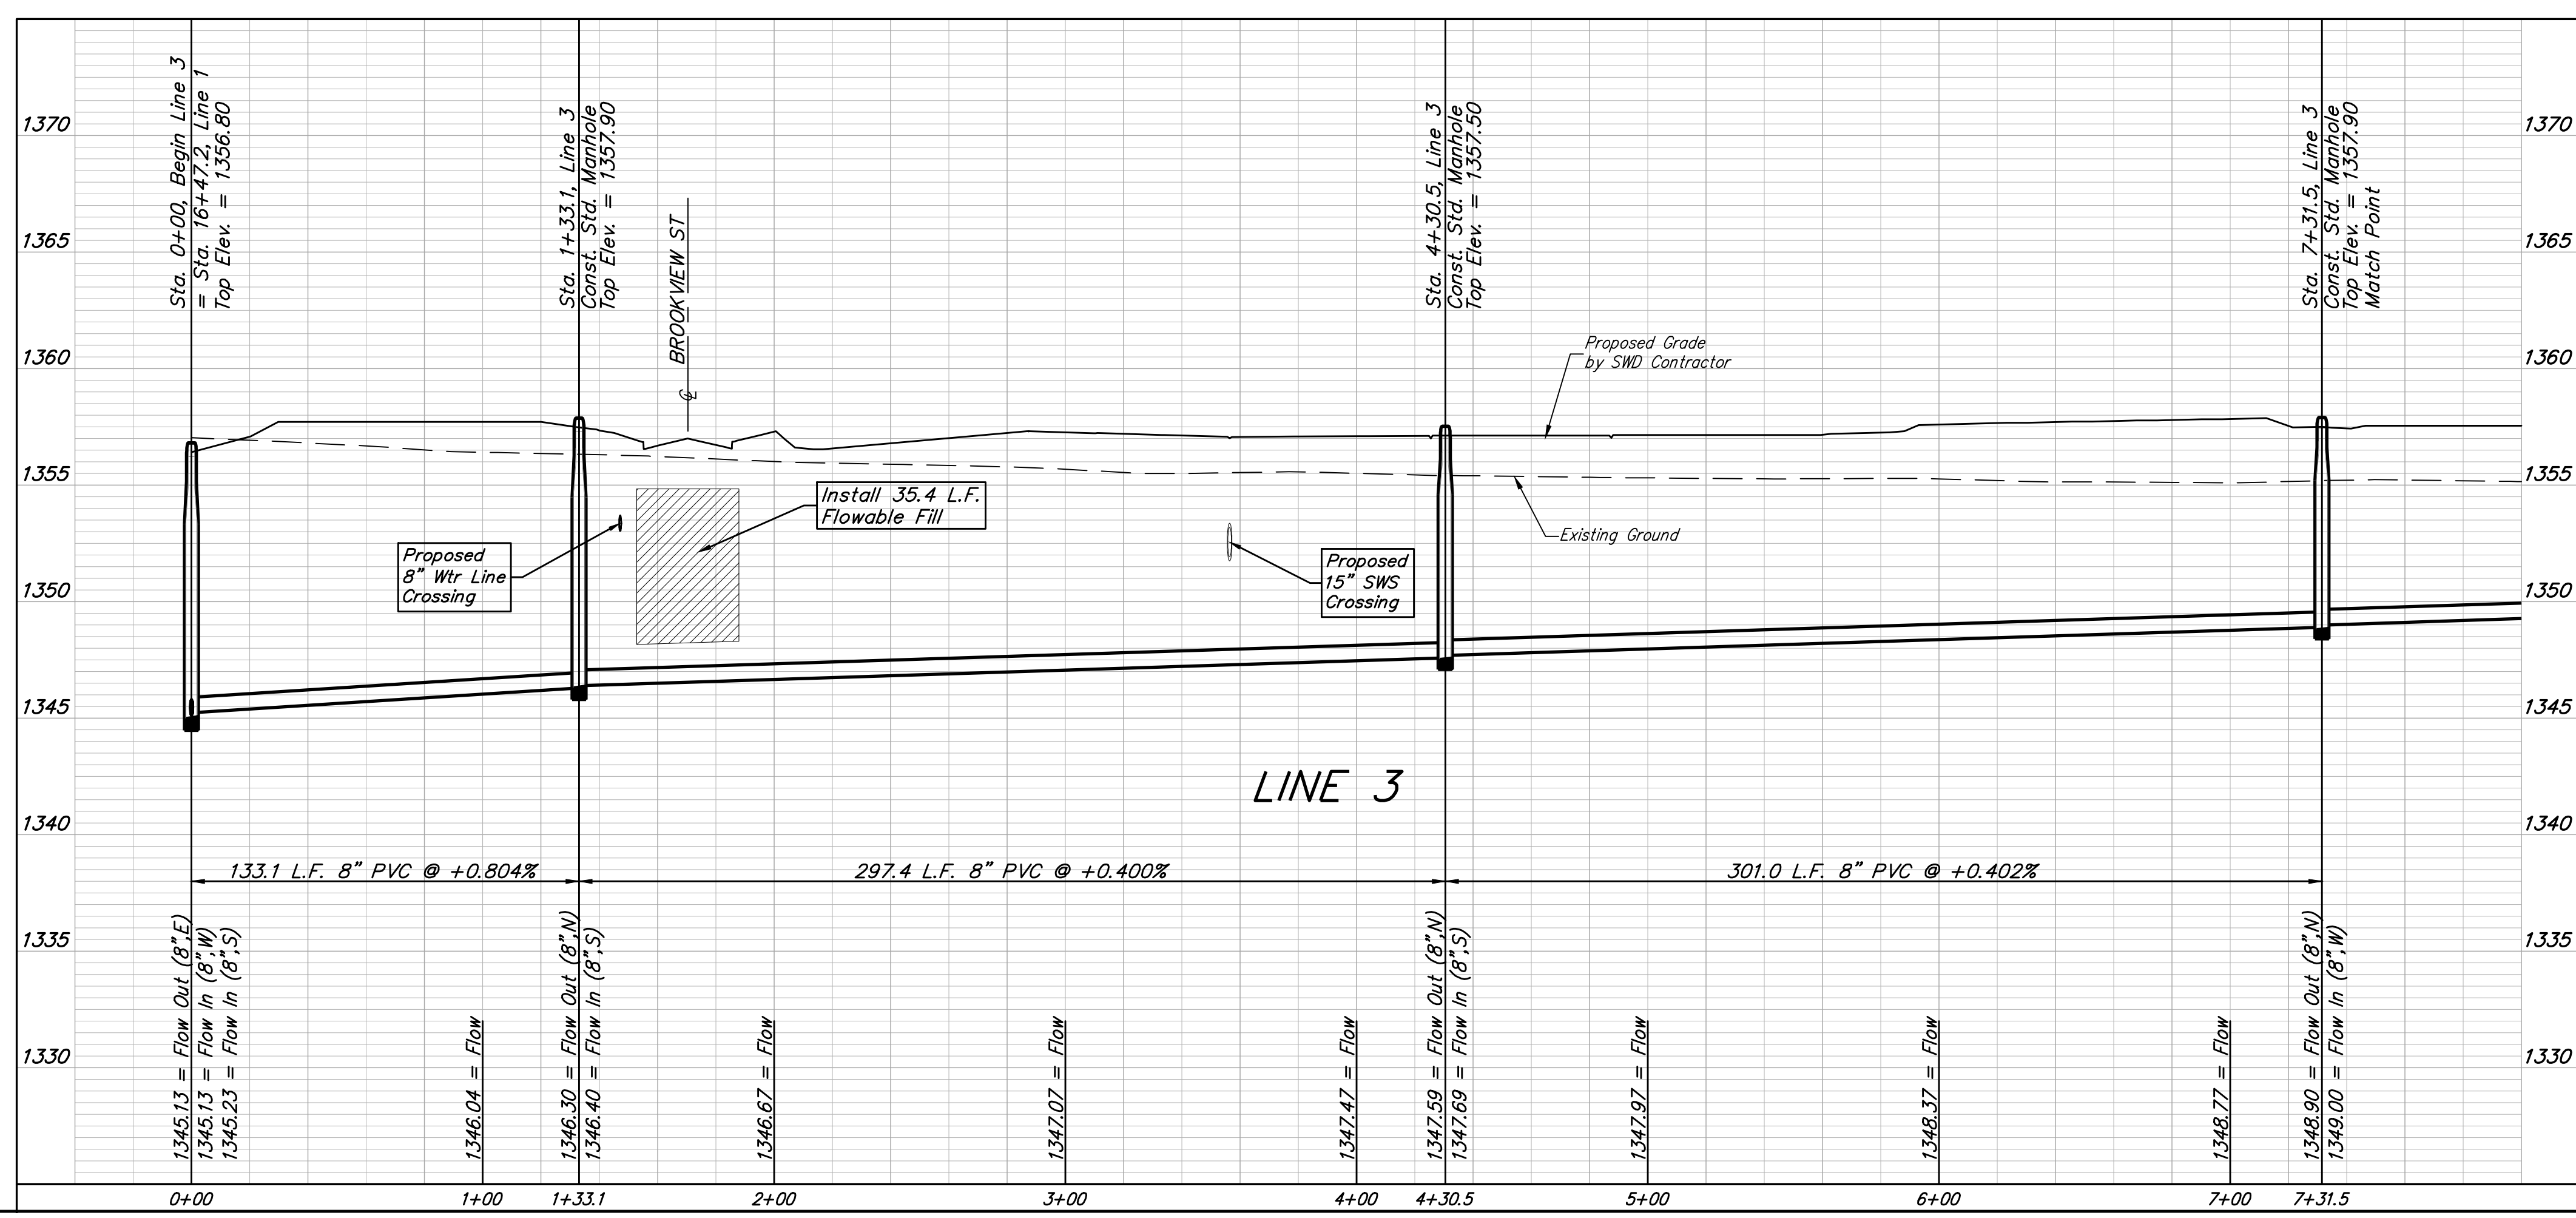 Sta. 0+00, Begin Line 3
= Sta. 16+47.2, Line 1
Top Elev. = 1356.80
Sta. 1+33.1, Line 3
Const. Std. Manhole
Top Elev. = 1357.90
BROOKVIEW ST
℄
Sta. 4+30.5, Line 3
Const. Std. Manhole
Top Elev. = 1357.50
Sta. 7+31.5, Line 3
Const. Std. Manhole
Top Elev. = 1357.90
Match Point
1370
1370
1365
1365
1360
1360
1355
1355
1350
1350
1345
1345
1340
1340
1335
1335
1330
1330
Proposed Grade
by SWD Contractor
Install 35.4 L.F.
Flowable Fill
Existing Ground
Proposed
8" Wtr Line
Crossing
Proposed
15" SWS
Crossing
LINE 3
133.1 L.F. 8" PVC @ +0.804%
297.4 L.F. 8" PVC @ +0.400%
301.0 L.F. 8" PVC @ +0.402%
1345.13 = Flow Out (8",E)
1345.13 = Flow In (8",W)
1345.23 = Flow In (8",S)
1346.04 = Flow
1346.30 = Flow Out (8",N)
1346.40 = Flow In (8",S)
1346.67 = Flow
1347.07 = Flow
1347.47 = Flow
1347.59 = Flow Out (8",N)
1347.69 = Flow In (8",S)
1347.97 = Flow
1348.37 = Flow
1348.77 = Flow
1348.90 = Flow Out (8",N)
1349.00 = Flow In (8",W)
0+00
1+00
1+33.1
2+00
3+00
4+00
4+30.5
5+00
6+00
7+00
7+31.5